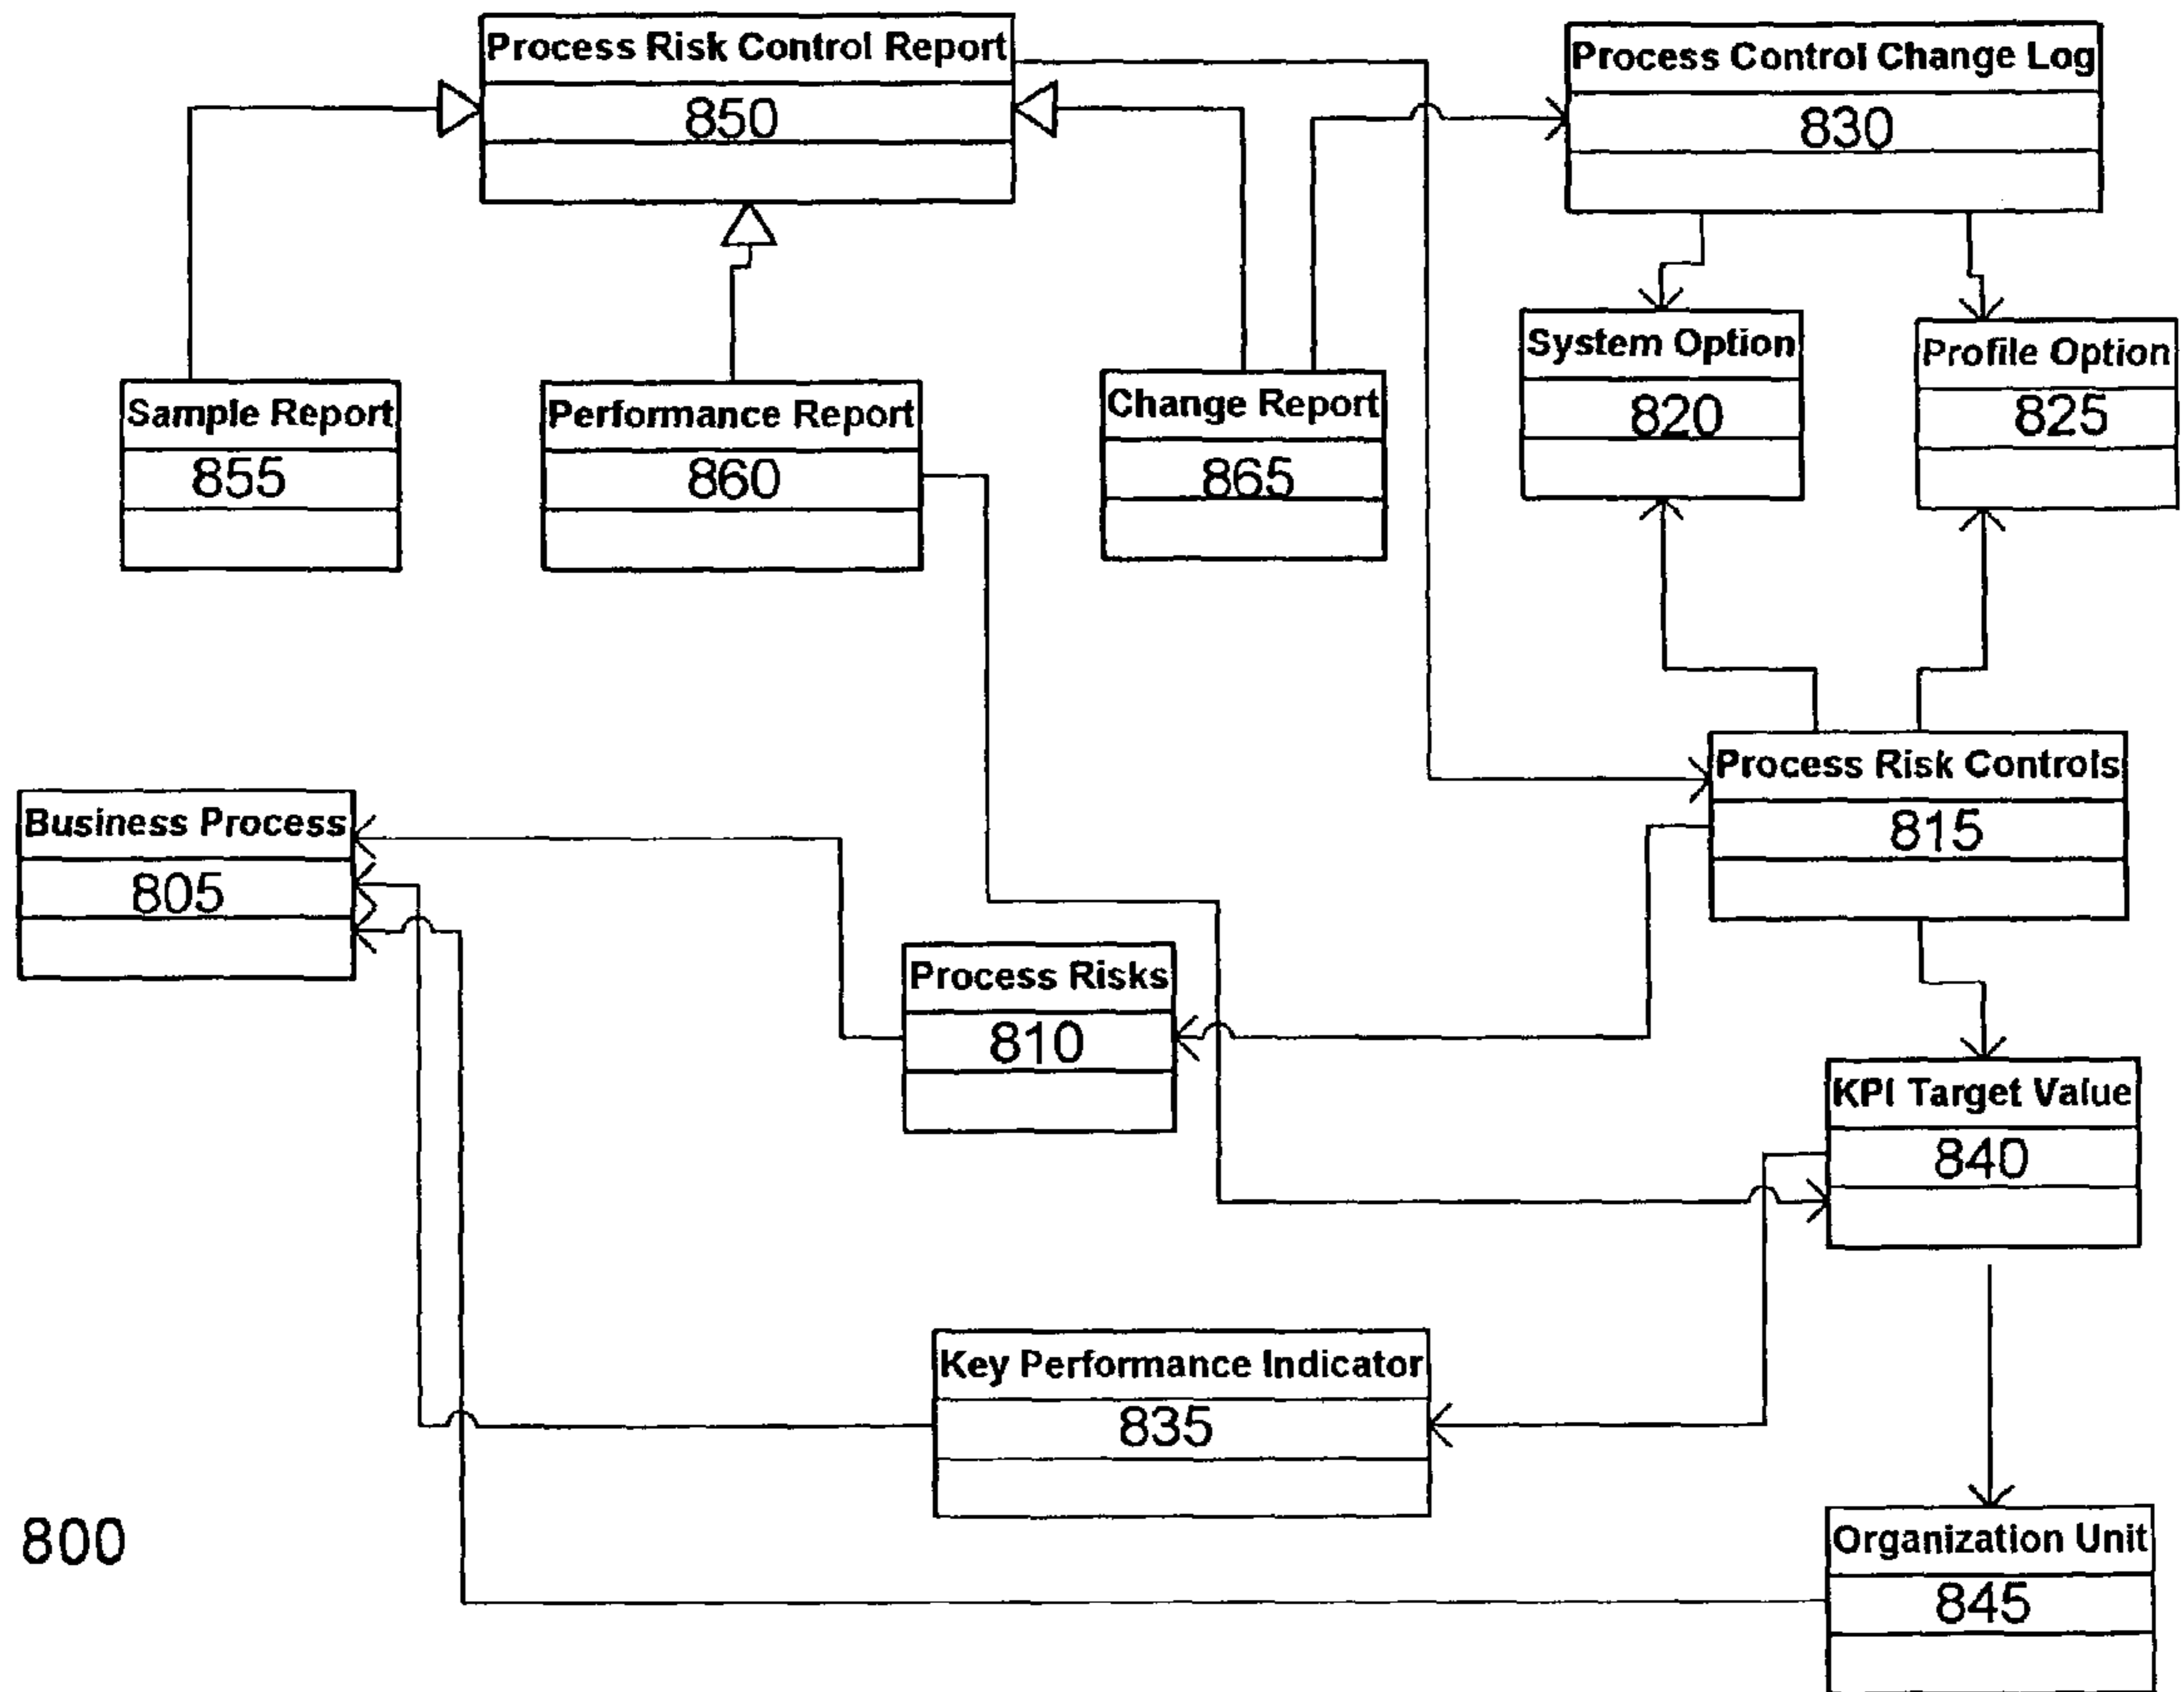 Process Risk Control Report
850
Process Control Change Log
830
System Option
820
Profile Option
825
Sample Report
855
Performance Report
860
Change Report
865
Process Risk Controls
815
Business Process
805
Process Risks
810
KPI Target Value
840
Key Performance Indicator
835
Organization Unit
845
800